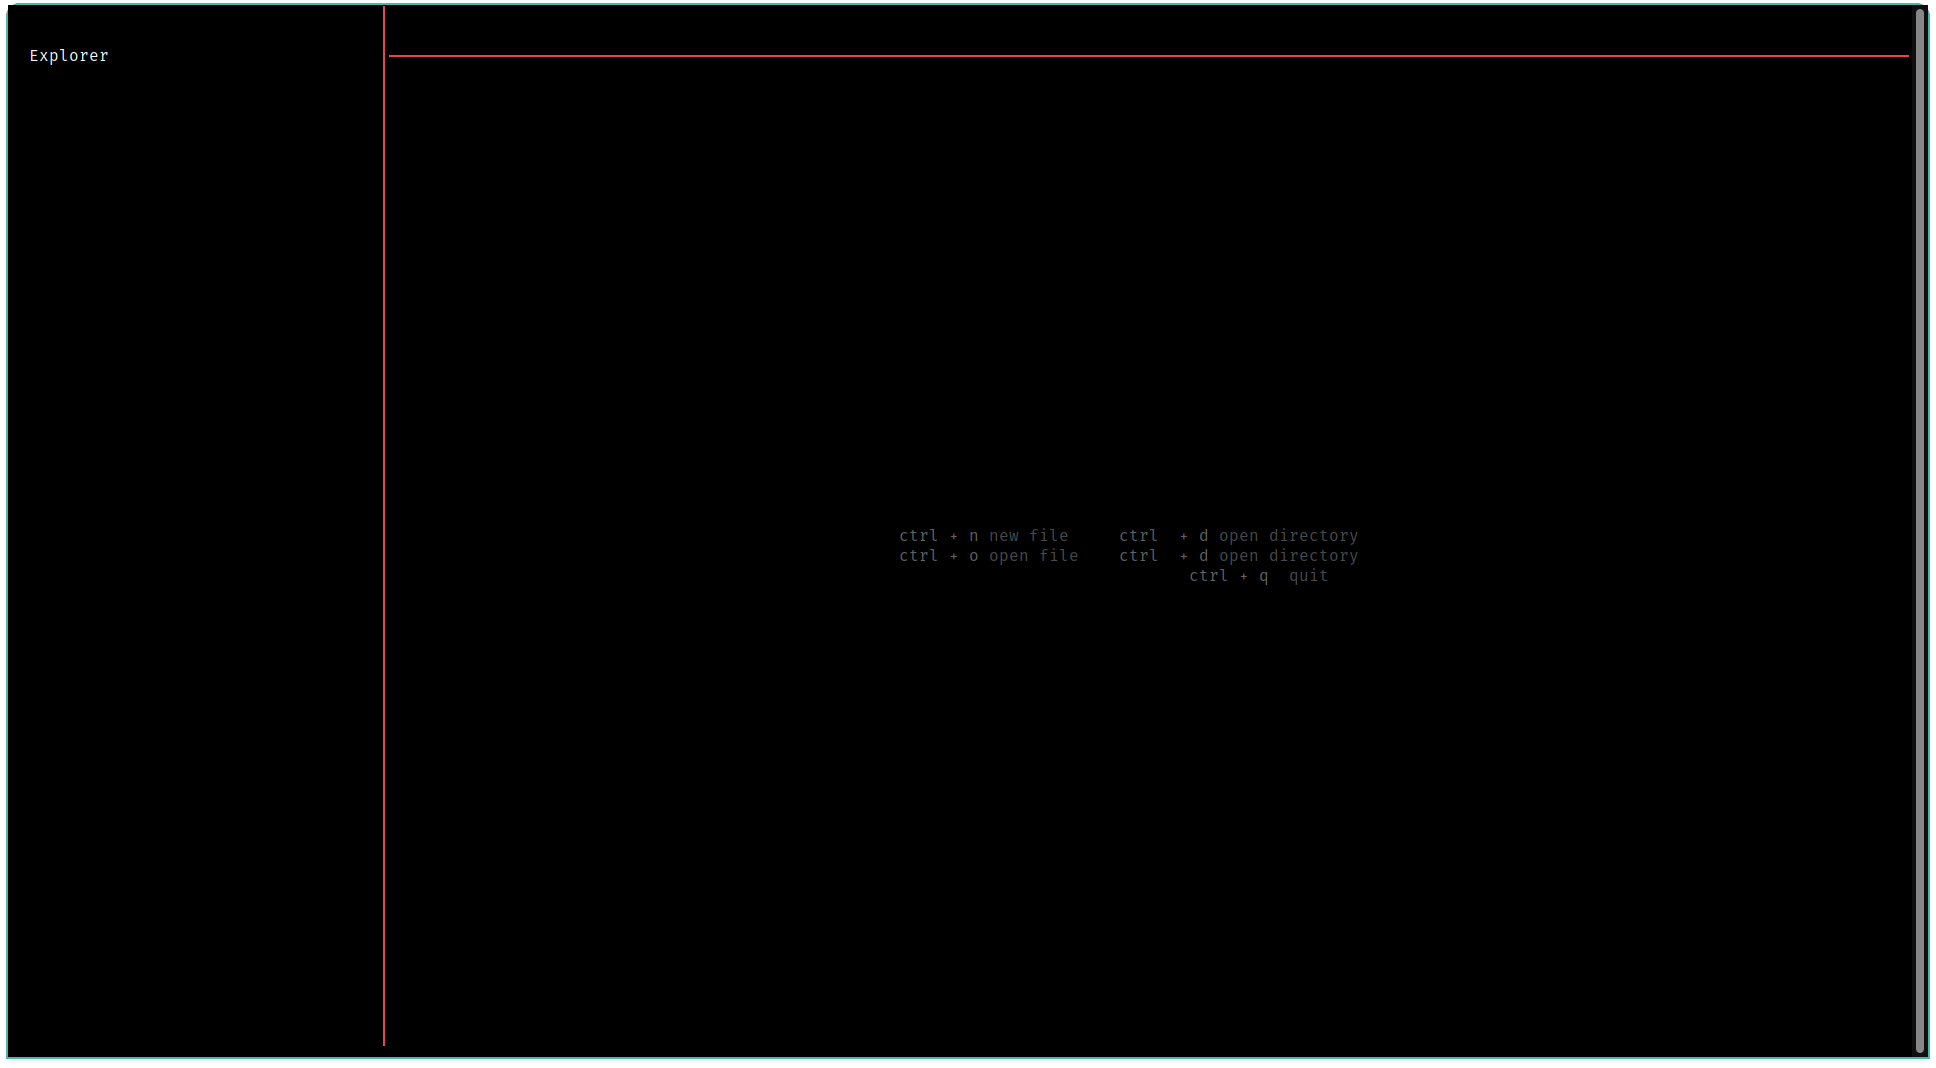 Explorer
ctrl + n new file     ctrl  + d open directory
ctrl + o open file    ctrl  + d open directory
ctrl + q  quit